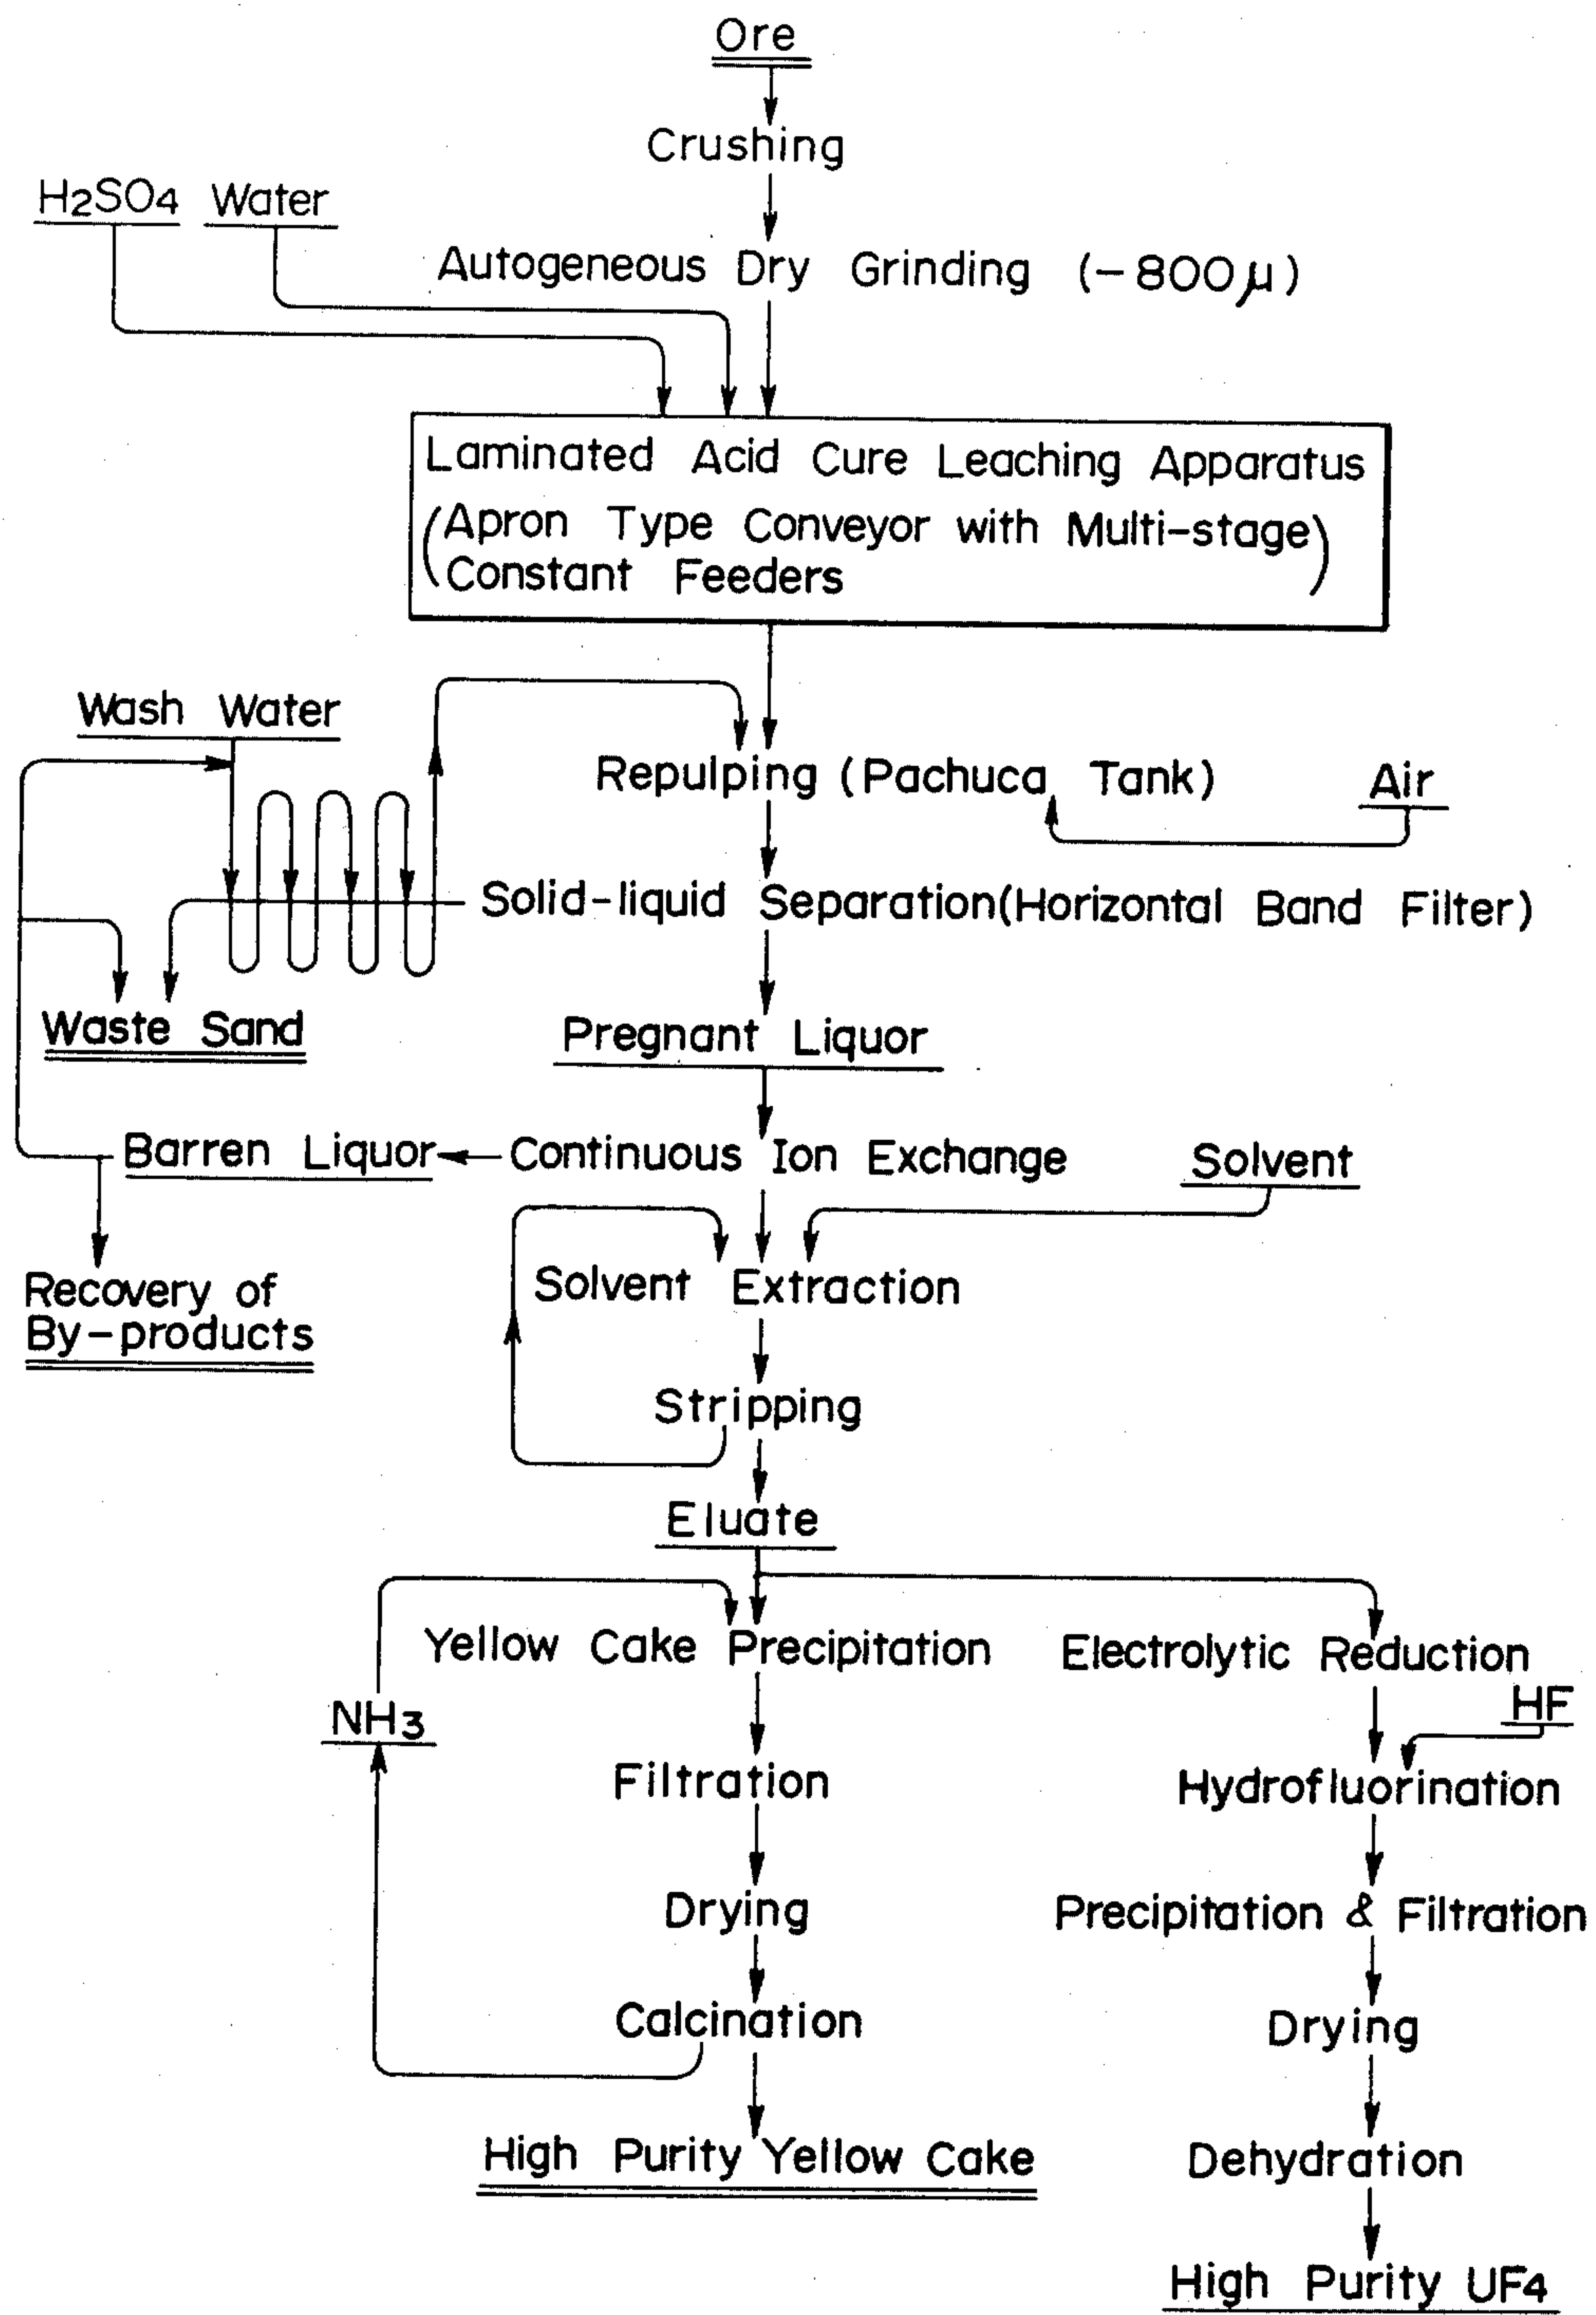 Ore
Crushing
H2SO4 Water
Autogeneous Dry Grinding (-800μ)
Laminated Acid Cure Leaching Apparatus
(Apron Type Conveyor with Multi-stage
Constant Feeders)
Wash Water
Repulping (Pachuca Tank) Air
Solid-liquid Separation(Horizontal Band Filter)
Waste Sand
Pregnant Liquor
Barren Liquor Continuous Ion Exchange Solvent
Recovery of
By-products
Solvent Extraction
Stripping
Eluate
Yellow Cake Precipitation Electrolytic Reduction
NH3 HF
Filtration Hydrofluorination
Drying Precipitation & Filtration
Calcination Drying
High Purity Yellow Cake Dehydration
High Purity UF4